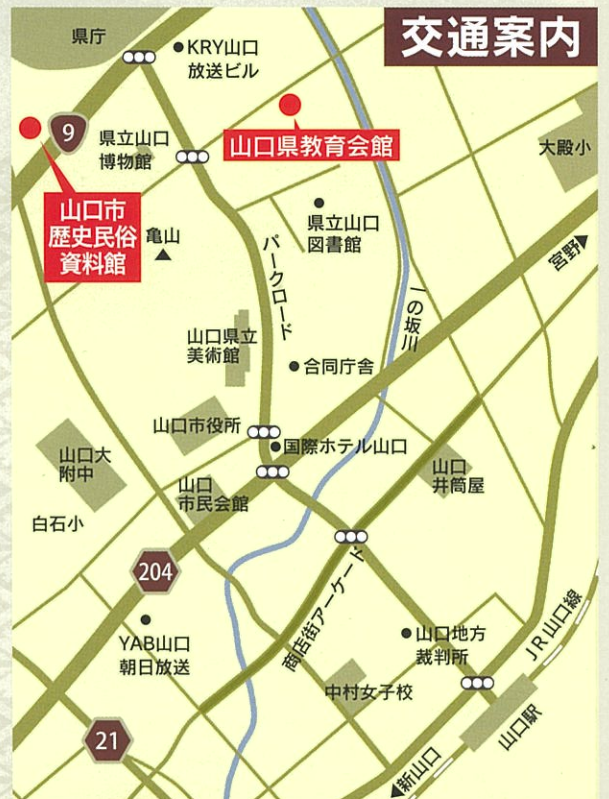 交通案内
県庁
KRY山口
放送ビル
9
県立山口
博物館
山口県教育会館
大殿小
山口市
歴史民俗
資料館
亀山
県立山口
図書館
パークロード
宮野
一の坂川
山口県立
美術館
合同庁舎
山口市役所
国際ホテル山口
山口大
附中
山口
市民会館
山口
井筒屋
白石小
204
商店街アーケード
YAB山口
朝日放送
山口地方
裁判所
JR山口線
中村女子校
山口駅
21
新山口